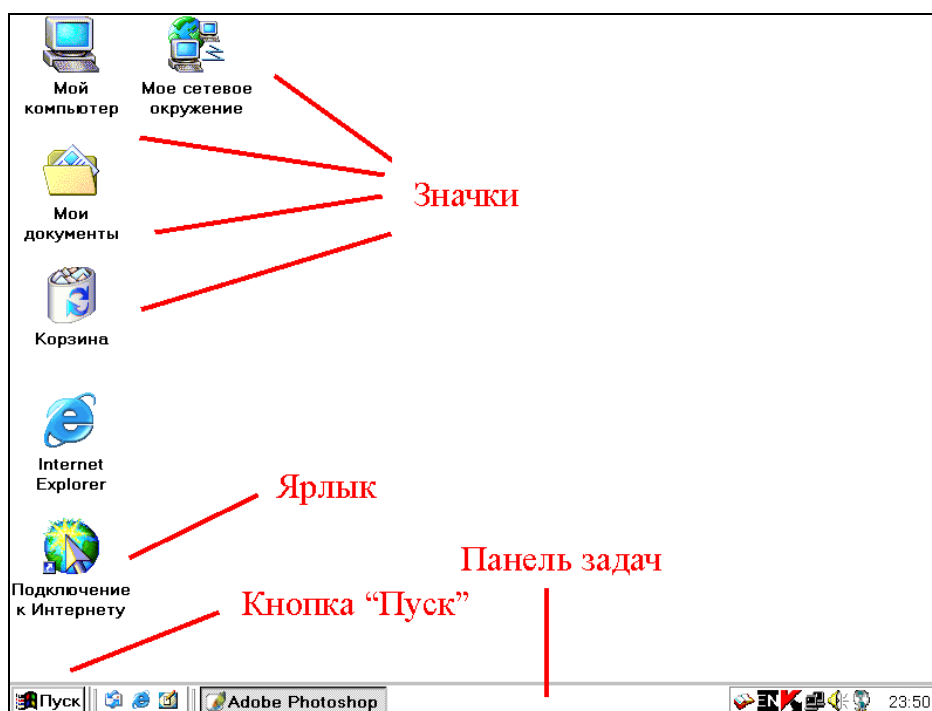 Мой
компьютер
Мое сетевое
окружение
Значки
Мои
документы
Корзина
Internet
Explorer
Ярлык
Подключение
к Интернету
Панель задач
Кнопка “Пуск”
Пуск
Adobe Photoshop
EN
K
23:50